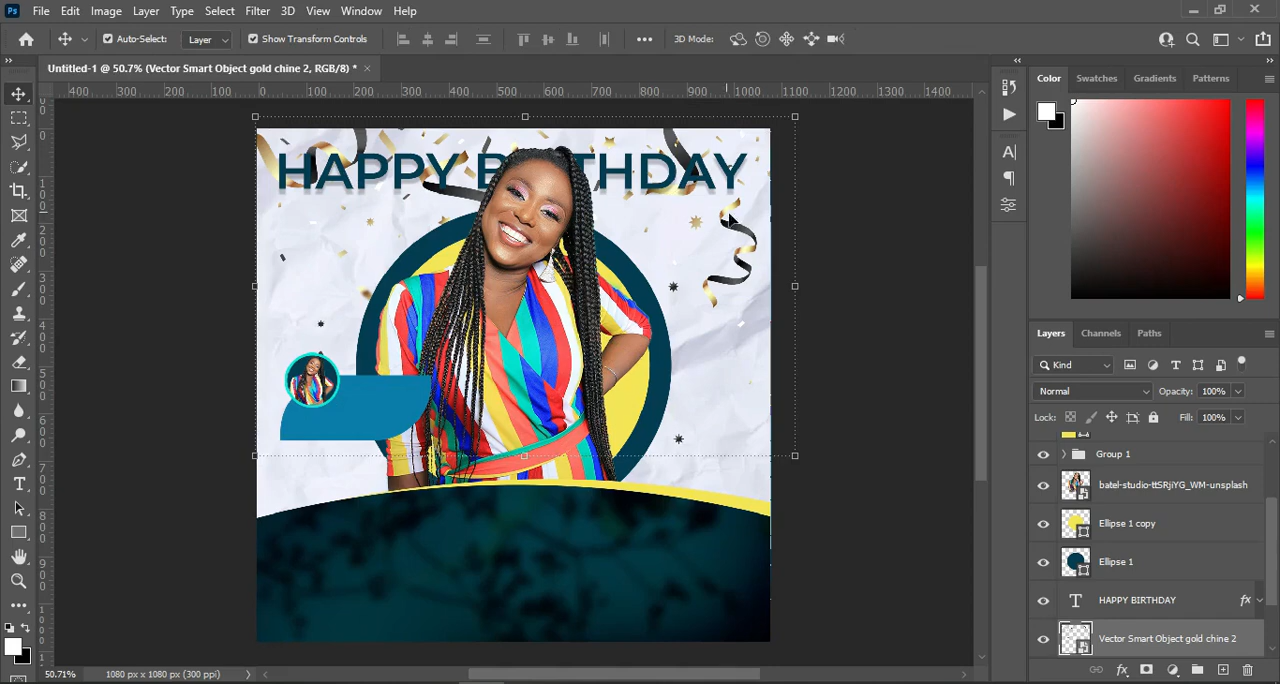 Ps File Edit Image Layer Type Select Filter 3D View Window Help
Auto-Select: Layer Show Transform Controls 3D Mode:
Untitled-1 @ 50.7% (Vector Smart Object gold chine 2, RGB/8) *
400 300 200 100 0 100 200 300 400 500 600 700 800 900 1000 1100 1200 1300 1400
HAPPY BIRTHDAY
50.71% 1080 px x 1080 px (300 ppi)
Color Swatches Gradients Patterns
Layers Channels Paths
Kind
Normal Opacity: 100%
Lock: Fill: 100%
Group 1
batel-studio-ttSRjiYG_WM-unsplash
Ellipse 1 copy
Ellipse 1
HAPPY BIRTHDAY fx
Vector Smart Object gold chine 2
fx